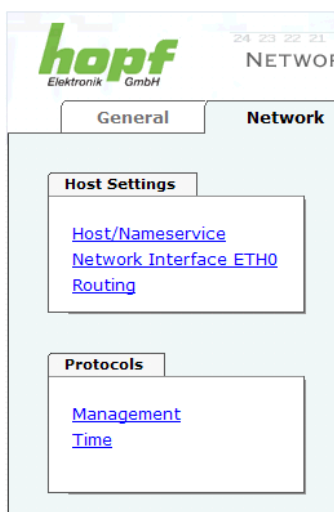 hopf
Elektronik GmbH
24 23 22 21
General
Network
Host Settings
Host/Nameservice
Network Interface ETH0
Routing
Protocols
Management
Time